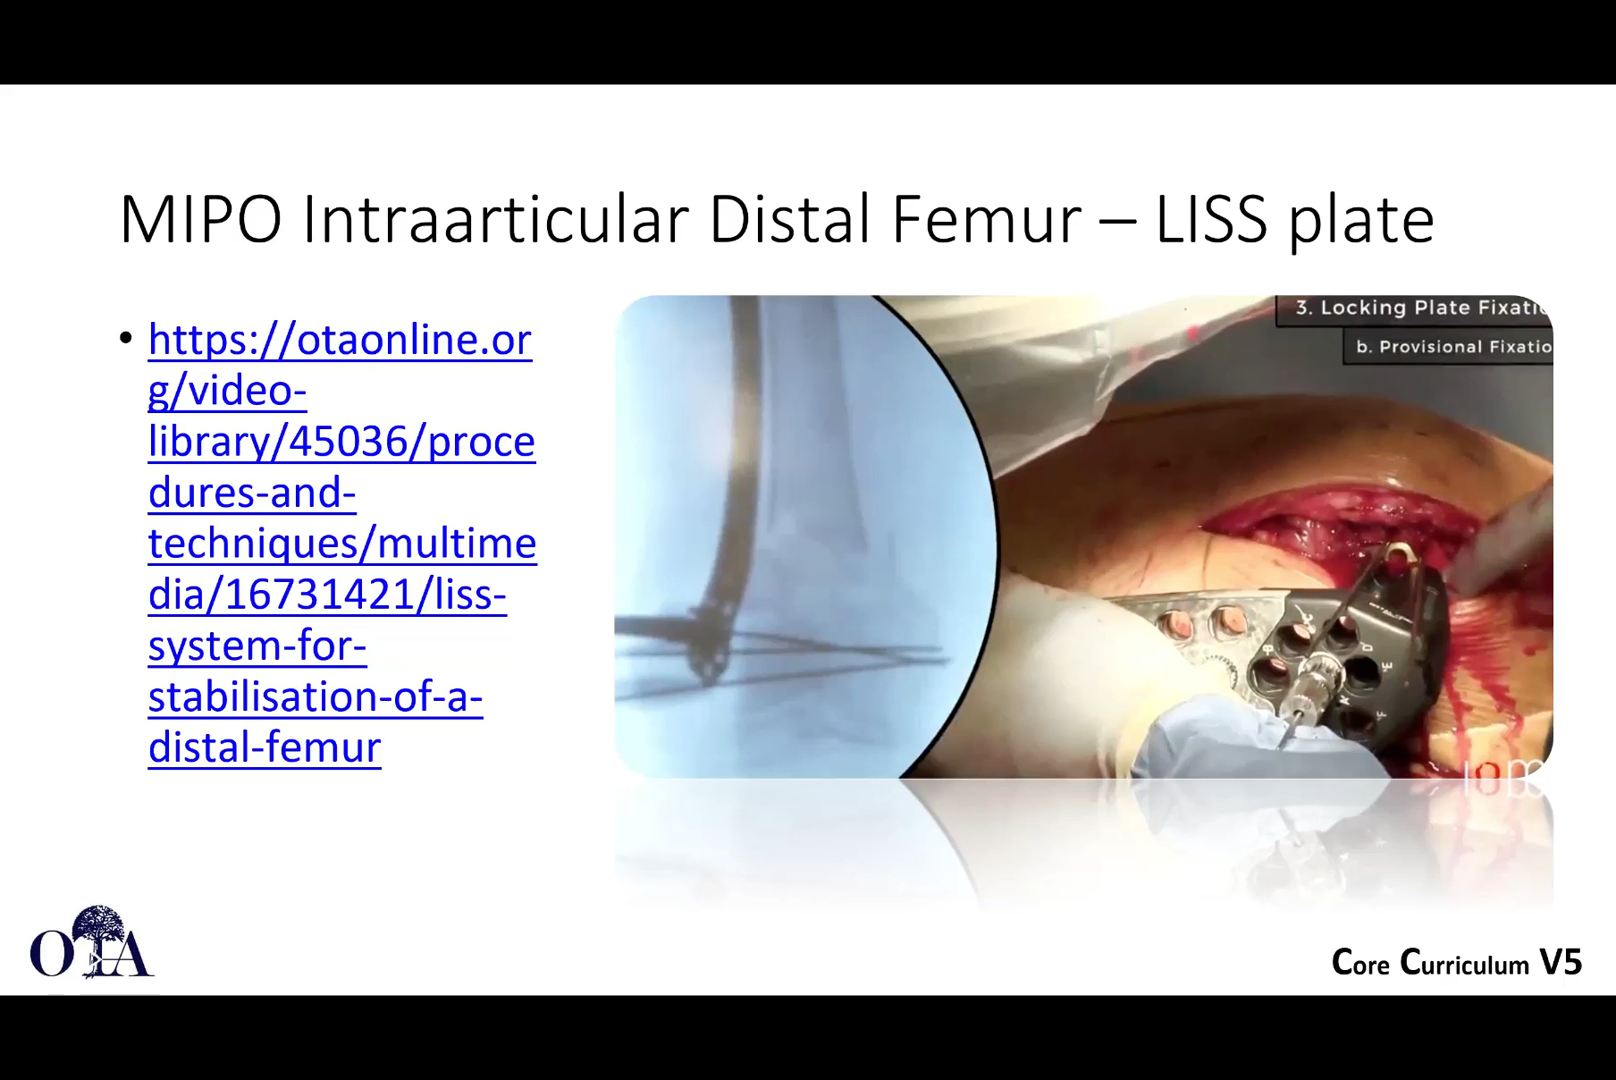 MIPO Intraarticular Distal Femur – LISS plate
• https://otaonline.or
g/video-
library/45036/proce
dures-and-
techniques/multime
dia/16731421/liss-
system-for-
stabilisation-of-a-
distal-femur
3. Locking Plate Fixatio
b. Provisional Fixatio
B
C
D
E
A
F
OTA
Core Curriculum V5